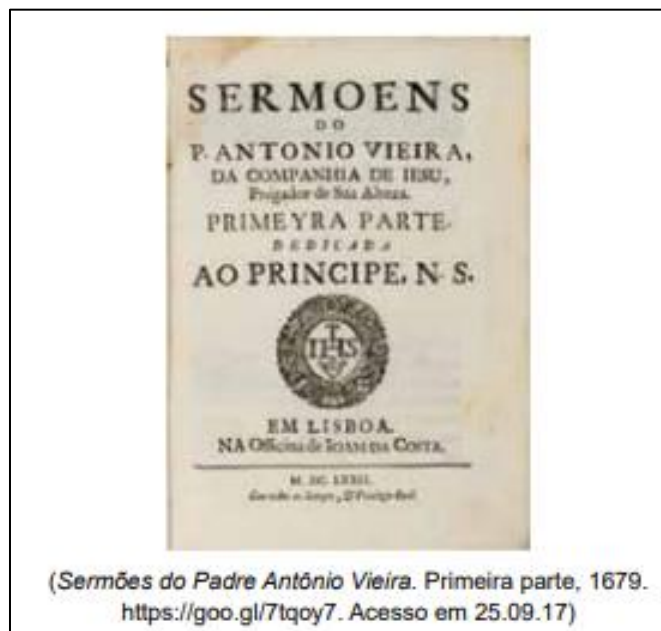 SERMOENS
DO
P. ANTONIO VIEIRA,
DA COMPANHIA DE IESU,
Prégador de Sua Alteza.
PRIMEYRA PARTE.
DEDICADA
AO PRINCIPE, N. S.
IHS
EM LISBOA.
NA Officina de IOAM DA COSTA.
M. DC. LXXIX.
(Sermões do Padre Antônio Vieira. Primeira parte, 1679.
https://goo.gl/7tqoy7. Acesso em 25.09.17)